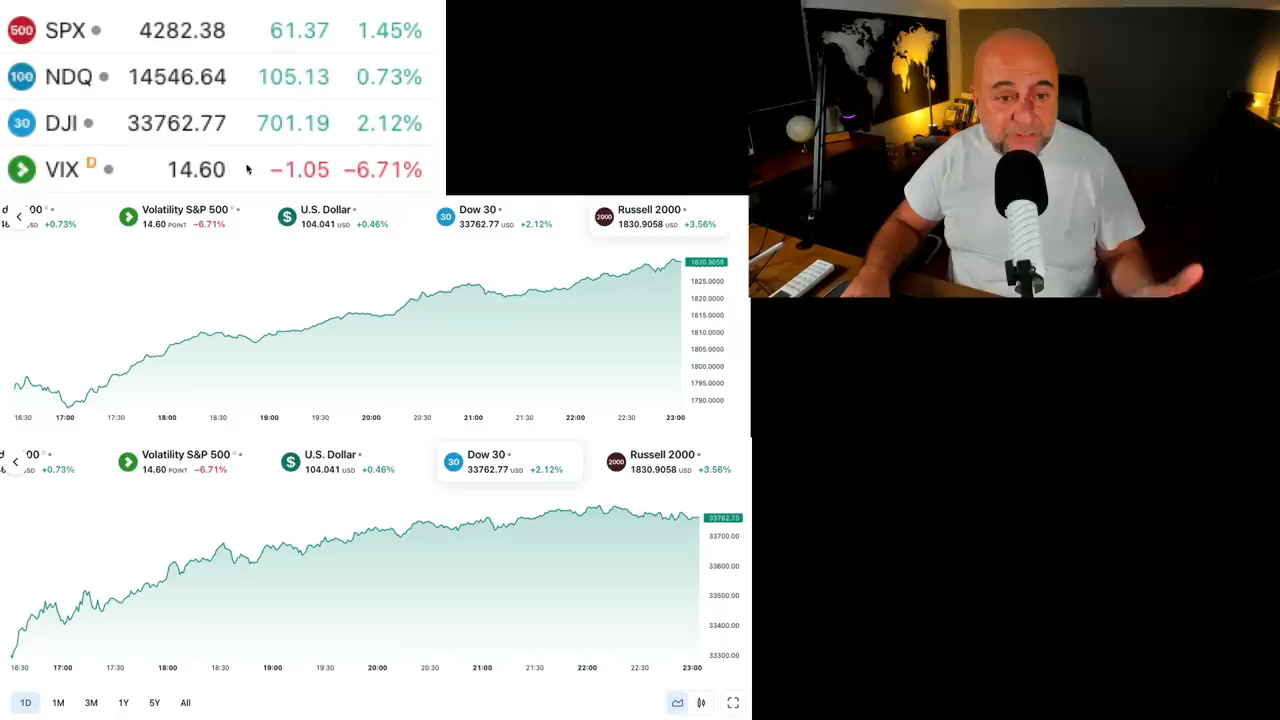 500 SPX 4282.38 61.37 1.45%
100 NDQ 14546.64 105.13 0.73%
30 DJI 33762.77 701.19 2.12%
VIX D 14.60 −1.05 −6.71%
00 Volatility S&P 500 U.S. Dollar 30 Dow 30 2000 Russell 2000
SD +0.73% 14.60 POINT −6.71% 104.041 USD +0.46% 33762.77 USD +2.12% 1830.9058 USD +3.56%
1830.9058
1825.0000
1820.0000
1815.0000
1810.0000
1805.0000
1800.0000
1795.0000
1790.0000
16:30 17:00 17:30 18:00 18:30 19:00 19:30 20:00 20:30 21:00 21:30 22:00 22:30 23:00
00 Volatility S&P 500 U.S. Dollar 30 Dow 30 2000 Russell 2000
SD +0.73% 14.60 POINT −6.71% 104.041 USD +0.46% 33762.77 USD +2.12% 1830.9058 USD +3.56%
33762.75
33700.00
33600.00
33500.00
33400.00
33300.00
16:30 17:00 17:30 18:00 18:30 19:00 19:30 20:00 20:30 21:00 21:30 22:00 22:30 23:00
1D 1M 3M 1Y 5Y All